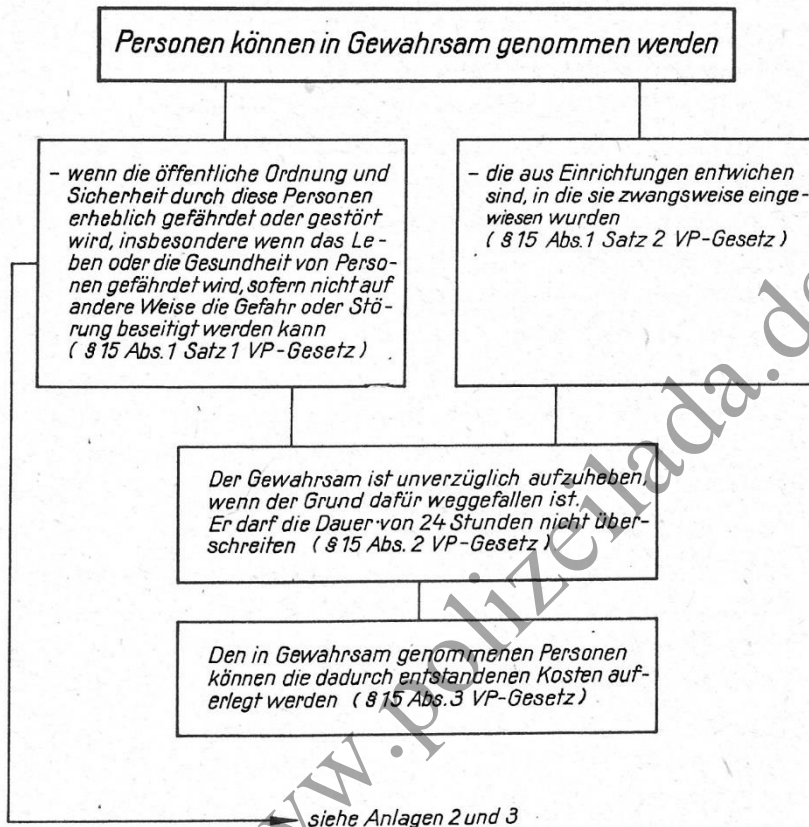 Personen können in Gewahrsam genommen werden
– wenn die öffentliche Ordnung und
Sicherheit durch diese Personen
erheblich gefährdet oder gestört
wird, insbesondere wenn das Le-
ben oder die Gesundheit von Perso-
nen gefährdet wird, sofern nicht auf
andere Weise die Gefahr oder Stö-
rung beseitigt werden kann
( § 15 Abs. 1 Satz 1 VP-Gesetz )
– die aus Einrichtungen entwichen
sind, in die sie zwangsweise einge-
wiesen wurden
( § 15 Abs. 1 Satz 2 VP-Gesetz )
Der Gewahrsam ist unverzüglich aufzuheben,
wenn der Grund dafür weggefallen ist.
Er darf die Dauer von 24 Stunden nicht über-
schreiten ( § 15 Abs. 2 VP-Gesetz )
Den in Gewahrsam genommenen Personen
können die dadurch entstandenen Kosten auf-
erlegt werden ( § 15 Abs. 3 VP-Gesetz )
siehe Anlagen 2 und 3
www.polizeilada.de